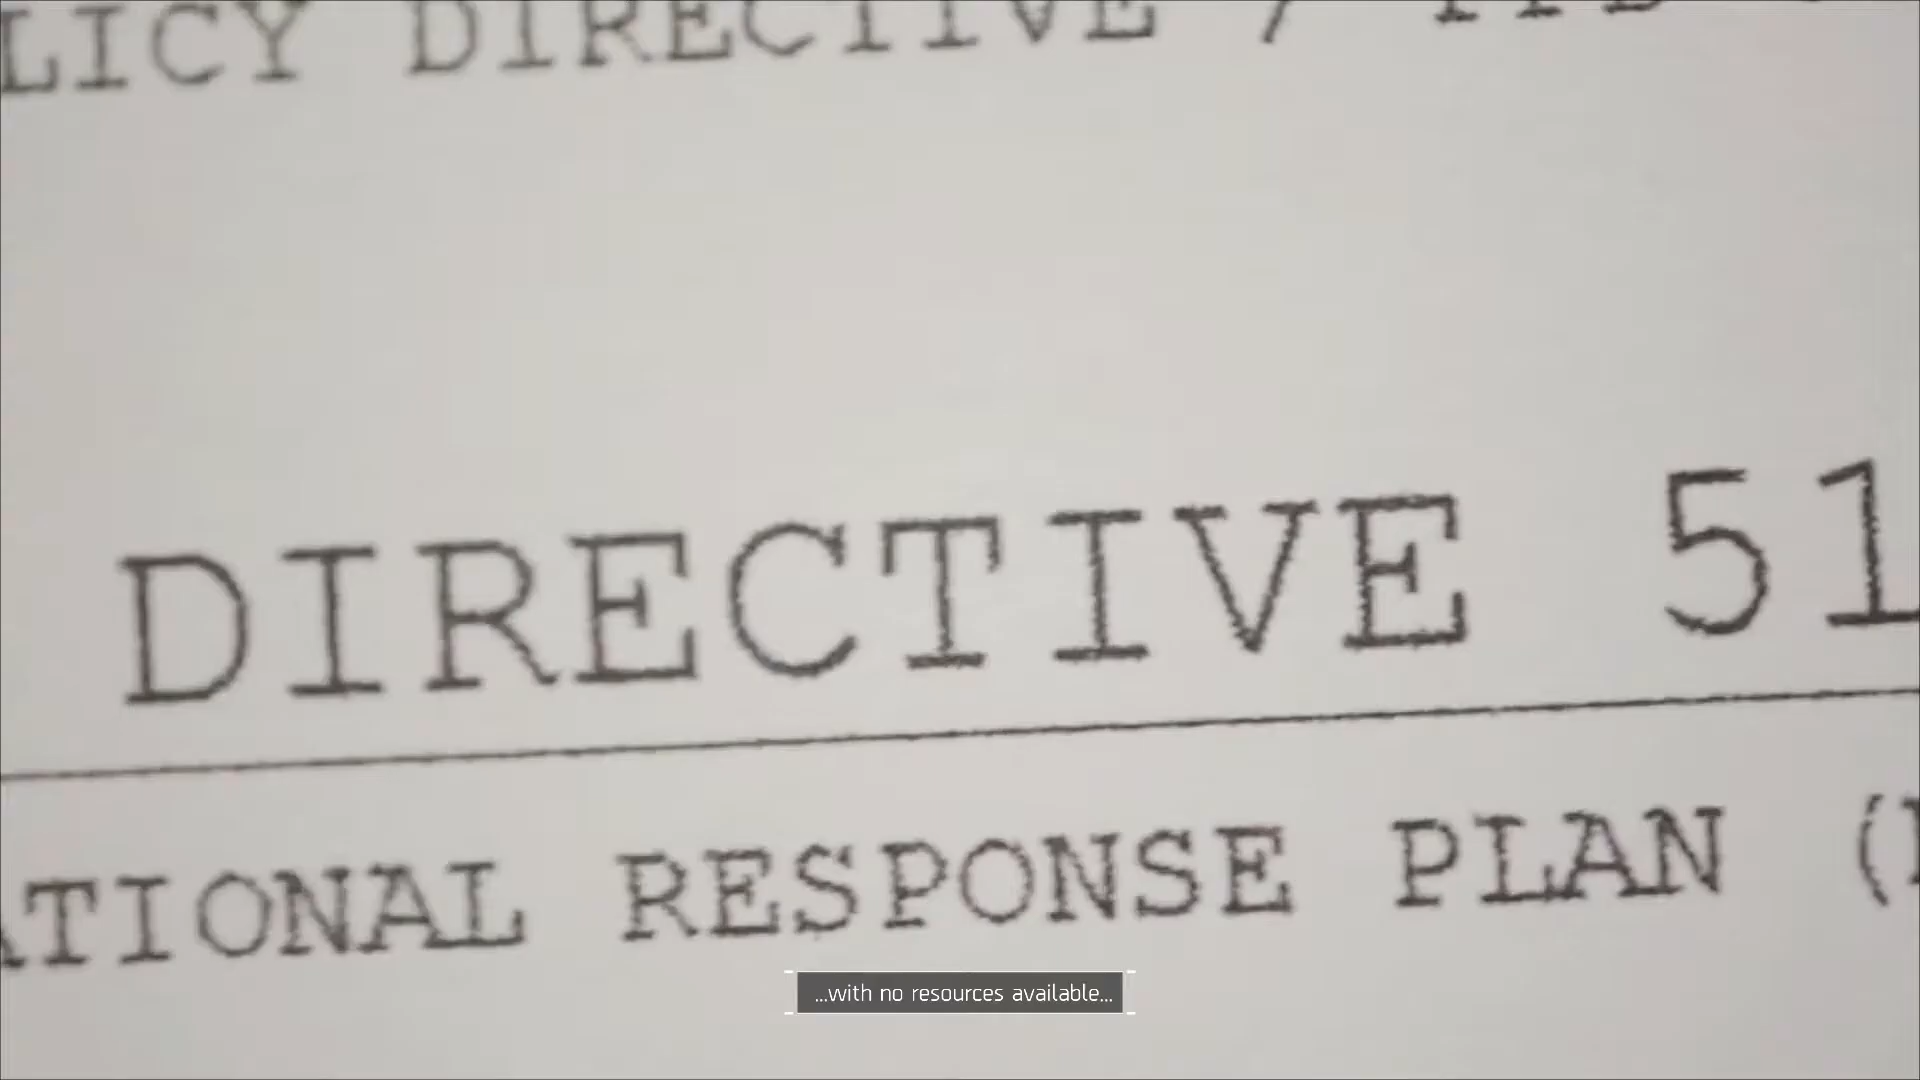 LICY DIRECTIVE /
DIRECTIVE 51
ATIONAL RESPONSE PLAN (
...with no resources available...